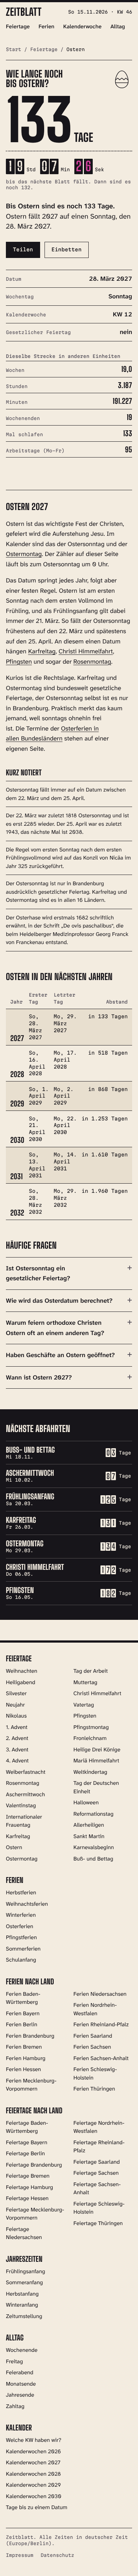 ZEITBLATT
So 15.11.2026 · KW 46
Feiertage Ferien Kalenderwoche Alltag
Start / Feiertage / Ostern
WIE LANGE NOCH
BIS OSTERN?
133 TAGE
19 Std 07 Min 26 Sek
bis das nächste Blatt fällt. Dann sind es
noch 132.
Bis Ostern sind es noch 133 Tage.
Ostern fällt 2027 auf einen Sonntag, den
28. März 2027.
Teilen
Einbetten
Datum 28. März 2027
Wochentag Sonntag
Kalenderwoche KW 12
Gesetzlicher Feiertag nein
Dieselbe Strecke in anderen Einheiten
Wochen 19,0
Stunden 3.187
Minuten 191.227
Wochenenden 19
Mal schlafen 133
Arbeitstage (Mo–Fr) 95
OSTERN 2027
Ostern ist das wichtigste Fest der Christen,
gefeiert wird die Auferstehung Jesu. Im
Kalender sind das der Ostersonntag und der
Ostermontag. Der Zähler auf dieser Seite
läuft bis zum Ostersonntag um 0 Uhr.
Das Datum springt jedes Jahr, folgt aber
einer festen Regel. Ostern ist am ersten
Sonntag nach dem ersten Vollmond im
Frühling, und als Frühlingsanfang gilt dabei
immer der 21. März. So fällt der Ostersonntag
frühestens auf den 22. März und spätestens
auf den 25. April. An diesem einen Datum
hängen Karfreitag, Christi Himmelfahrt,
Pfingsten und sogar der Rosenmontag.
Kurios ist die Rechtslage. Karfreitag und
Ostermontag sind bundesweit gesetzliche
Feiertage, der Ostersonntag selbst ist es nur
in Brandenburg. Praktisch merkt das kaum
jemand, weil sonntags ohnehin frei
ist. Die Termine der Osterferien in
allen Bundesländern stehen auf einer
eigenen Seite.
KURZ NOTIERT
Ostersonntag fällt immer auf ein Datum zwischen
dem 22. März und dem 25. April.
Der 22. März war zuletzt 1818 Ostersonntag und ist
es erst 2285 wieder. Der 25. April war es zuletzt
1943, das nächste Mal ist 2038.
Die Regel vom ersten Sonntag nach dem ersten
Frühlingsvollmond wird auf das Konzil von Nicäa im
Jahr 325 zurückgeführt.
Der Ostersonntag ist nur in Brandenburg
ausdrücklich gesetzlicher Feiertag. Karfreitag und
Ostermontag sind es in allen 16 Ländern.
Der Osterhase wird erstmals 1682 schriftlich
erwähnt, in der Schrift „De ovis paschalibus“, die
beim Heidelberger Medizinprofessor Georg Franck
von Franckenau entstand.
OSTERN IN DEN NÄCHSTEN JAHREN
Jahr Erster Tag Letzter Tag Abstand
2027 So, 28. März 2027 Mo, 29. März 2027 in 133 Tagen
2028 So, 16. April 2028 Mo, 17. April 2028 in 518 Tagen
2029 So, 1. April 2029 Mo, 2. April 2029 in 868 Tagen
2030 So, 21. April 2030 Mo, 22. April 2030 in 1.253 Tagen
2031 So, 13. April 2031 Mo, 14. April 2031 in 1.610 Tagen
2032 So, 28. März 2032 Mo, 29. März 2032 in 1.960 Tagen
HÄUFIGE FRAGEN
Ist Ostersonntag ein
gesetzlicher Feiertag? +
Wie wird das Osterdatum berechnet? +
Warum feiern orthodoxe Christen
Ostern oft an einem anderen Tag? +
Haben Geschäfte an Ostern geöffnet? +
Wann ist Ostern 2027? +
NÄCHSTE ABFAHRTEN
BUSS- UND BETTAG
Mi 18.11. 03 Tage
ASCHERMITTWOCH
Mi 10.02. 87 Tage
FRÜHLINGSANFANG
Sa 20.03. 125 Tage
KARFREITAG
Fr 26.03. 131 Tage
OSTERMONTAG
Mo 29.03. 134 Tage
CHRISTI HIMMELFAHRT
Do 06.05. 172 Tage
PFINGSTEN
So 16.05. 182 Tage
FEIERTAGE
Weihnachten
Heiligabend
Silvester
Neujahr
Nikolaus
1. Advent
2. Advent
3. Advent
4. Advent
Weiberfastnacht
Rosenmontag
Aschermittwoch
Valentinstag
Internationaler
Frauentag
Karfreitag
Ostern
Ostermontag
Tag der Arbeit
Muttertag
Christi Himmelfahrt
Vatertag
Pfingsten
Pfingstmontag
Fronleichnam
Heilige Drei Könige
Mariä Himmelfahrt
Weltkindertag
Tag der Deutschen
Einheit
Halloween
Reformationstag
Allerheiligen
Sankt Martin
Karnevalsbeginn
Buß- und Bettag
FERIEN
Herbstferien
Weihnachtsferien
Winterferien
Osterferien
Pfingstferien
Sommerferien
Schulanfang
FERIEN NACH LAND
Ferien Baden-
Württemberg
Ferien Bayern
Ferien Berlin
Ferien Brandenburg
Ferien Bremen
Ferien Hamburg
Ferien Hessen
Ferien Mecklenburg-
Vorpommern
Ferien Niedersachsen
Ferien Nordrhein-
Westfalen
Ferien Rheinland-Pfalz
Ferien Saarland
Ferien Sachsen
Ferien Sachsen-Anhalt
Ferien Schleswig-
Holstein
Ferien Thüringen
FEIERTAGE NACH LAND
Feiertage Baden-
Württemberg
Feiertage Bayern
Feiertage Berlin
Feiertage Brandenburg
Feiertage Bremen
Feiertage Hamburg
Feiertage Hessen
Feiertage Mecklenburg-
Vorpommern
Feiertage
Niedersachsen
Feiertage Nordrhein-
Westfalen
Feiertage Rheinland-
Pfalz
Feiertage Saarland
Feiertage Sachsen
Feiertage Sachsen-
Anhalt
Feiertage Schleswig-
Holstein
Feiertage Thüringen
JAHRESZEITEN
Frühlingsanfang
Sommeranfang
Herbstanfang
Winteranfang
Zeitumstellung
ALLTAG
Wochenende
Freitag
Feierabend
Monatsende
Jahresende
Zahltag
KALENDER
Welche KW haben wir?
Kalenderwochen 2026
Kalenderwochen 2027
Kalenderwochen 2028
Kalenderwochen 2029
Kalenderwochen 2030
Tage bis zu einem Datum
Zeitblatt. Alle Zeiten in deutscher Zeit
(Europe/Berlin).
Impressum Datenschutz